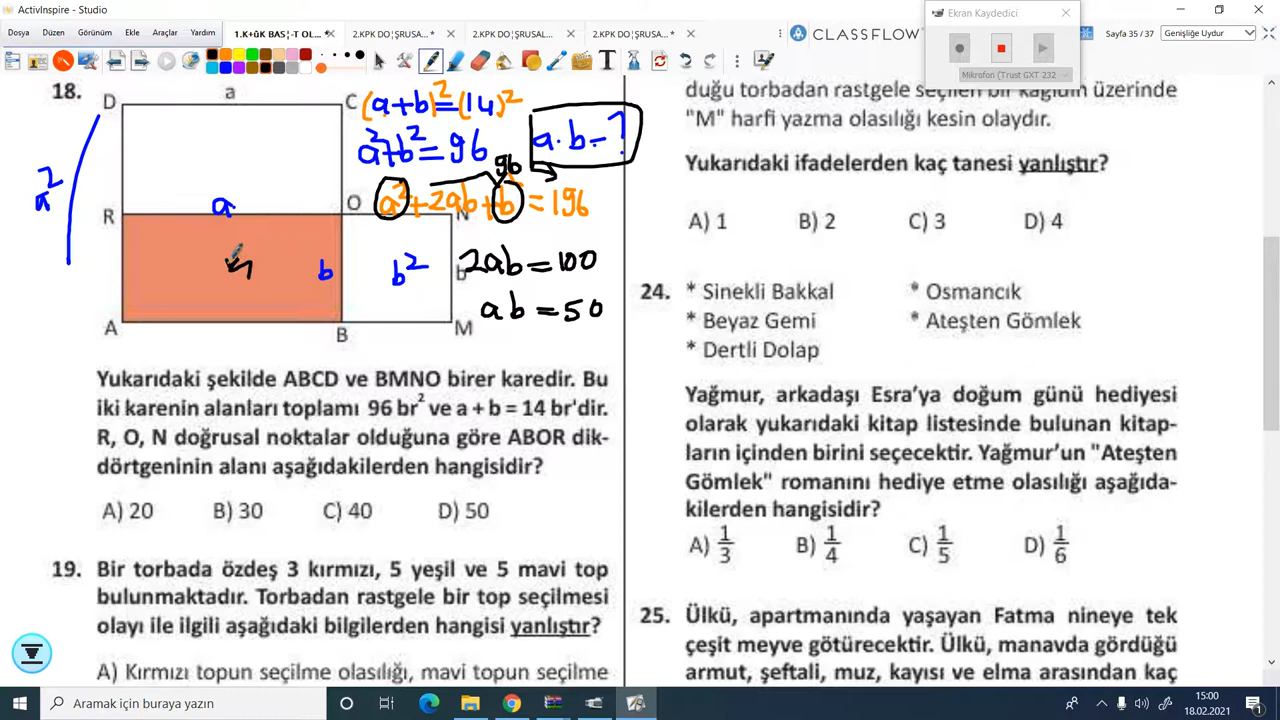 ActivInspire - Studio
Ekran Kaydedici
Dosya Düzen Görünüm Ekle Araçlar Yardım
1.K+ûK BAS¦-T OL... 2.KPK DO¦ŞRUSA... 2.KPK DO¦ŞRUSAL... 2.KPK DO¦ŞRUSA...
CLASSFLOW
Sayfa 35 / 37
Genişliğe Uydur
Mikrofon (Trust GXT 232
18.
D a C
R O N
b
A B M
a²
a
b
b²
(a+b)²=(14)²
a²+b²=96
a.b=?
96
a²+2ab+b²=196
2ab=100
ab=50
Yukarıdaki şekilde ABCD ve BMNO birer karedir. Bu
iki karenin alanları toplamı 96 br² ve a + b = 14 br'dir.
R, O, N doğrusal noktalar olduğuna göre ABOR dik-
dörtgeninin alanı aşağıdakilerden hangisidir?
A) 20 B) 30 C) 40 D) 50
19. Bir torbada özdeş 3 kırmızı, 5 yeşil ve 5 mavi top
bulunmaktadır. Torbadan rastgele bir top seçilmesi
olayı ile ilgili aşağıdaki bilgilerden hangisi yanlıştır?
A) Kırmızı topun seçilme olasılığı, mavi topun seçilme
duğu torbadan rastgele seçilen bir kağıdın üzerinde
"M" harfi yazma olasılığı kesin olaydır.
Yukarıdaki ifadelerden kaç tanesi yanlıştır?
A) 1 B) 2 C) 3 D) 4
24. * Sinekli Bakkal * Osmancık
* Beyaz Gemi * Ateşten Gömlek
* Dertli Dolap
Yağmur, arkadaşı Esra'ya doğum günü hediyesi
olarak yukarıdaki kitap listesinde bulunan kitap-
ların içinden birini seçecektir. Yağmur'un "Ateşten
Gömlek" romanını hediye etme olasılığı aşağıda-
kilerden hangisidir?
A) 1/3 B) 1/4 C) 1/5 D) 1/6
25. Ülkü, apartmanında yaşayan Fatma nineye tek
çeşit meyve götürecektir. Ülkü, manavda gördüğü
armut, şeftali, muz, kayısı ve elma arasından kaç
Aramak için buraya yazın
15:00
18.02.2021